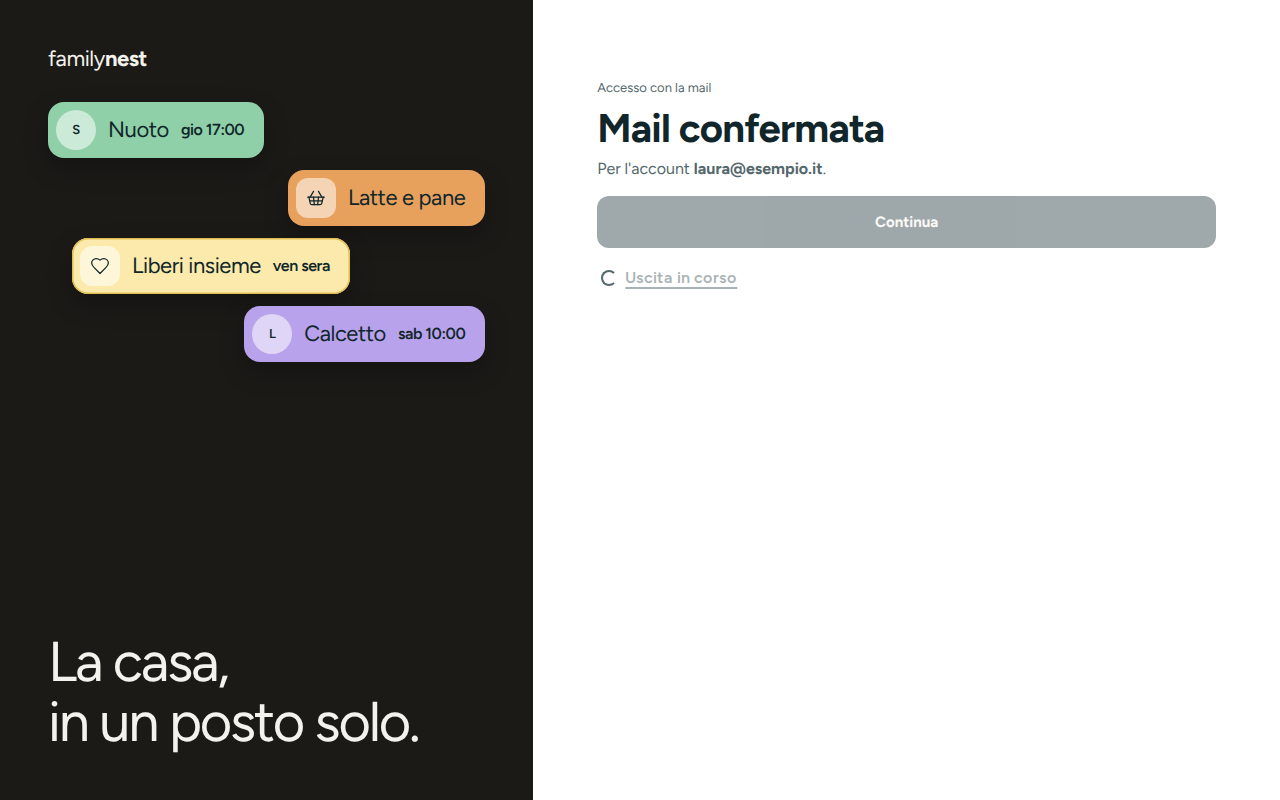 familynest
S Nuoto gio 17:00
Latte e pane
Liberi insieme ven sera
L Calcetto sab 10:00
La casa,
in un posto solo.
Accesso con la mail
Mail confermata
Per l'account laura@esempio.it.
Continua
Uscita in corso